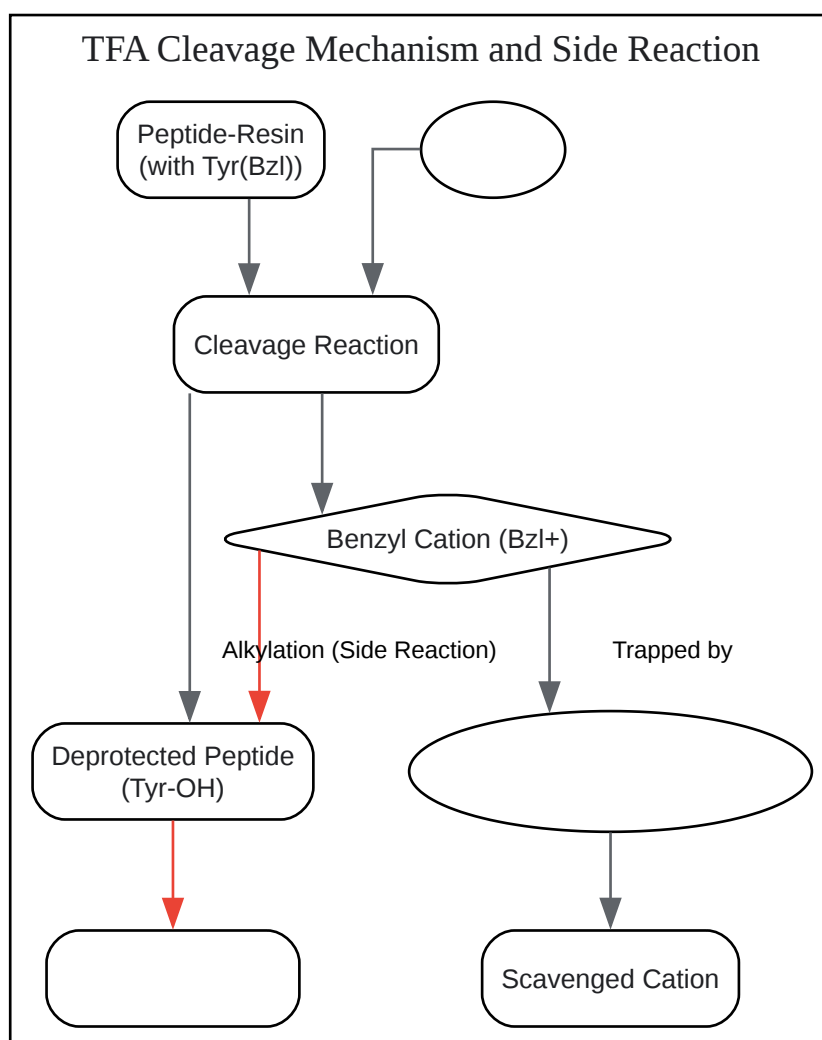 TFA Cleavage Mechanism and Side Reaction
Peptide-Resin
(with Tyr(Bzl))
Cleavage Reaction
Benzyl Cation (Bzl+)
Alkylation (Side Reaction)
Trapped by
Deprotected Peptide
(Tyr-OH)
Scavenged Cation